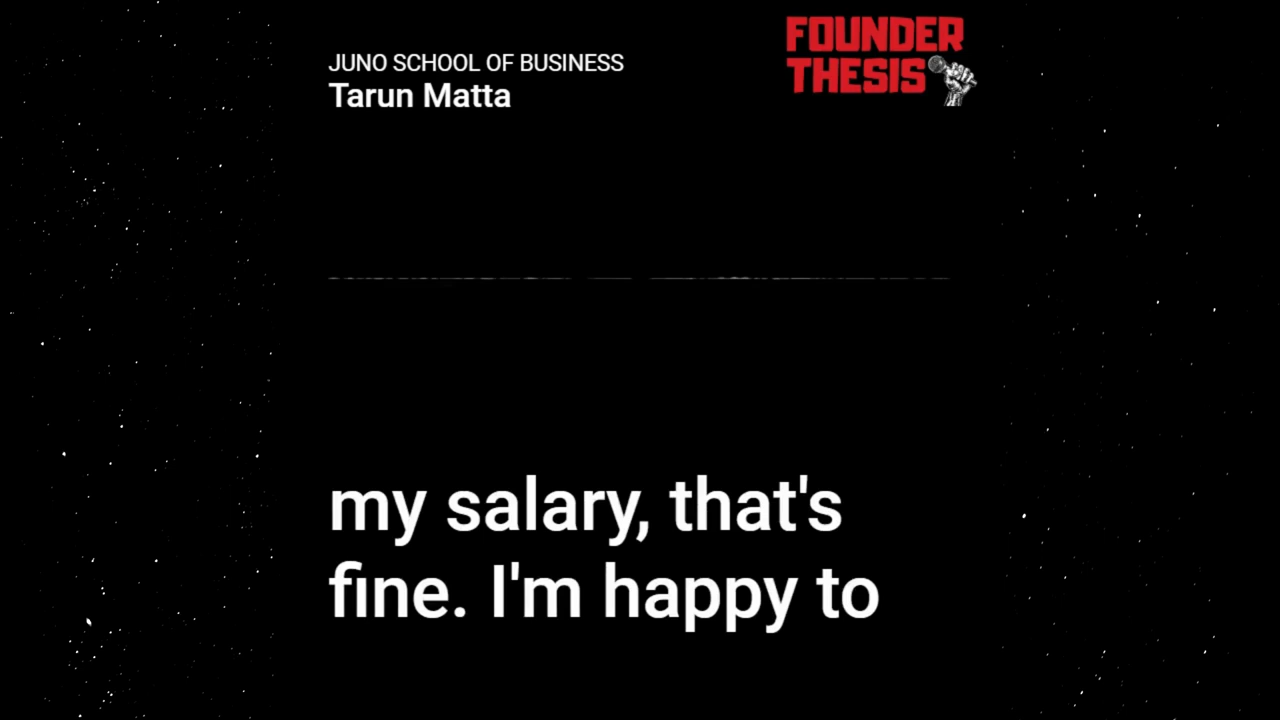 JUNO SCHOOL OF BUSINESS
Tarun Matta
FOUNDER
THESIS
my salary, that's
fine. I'm happy to